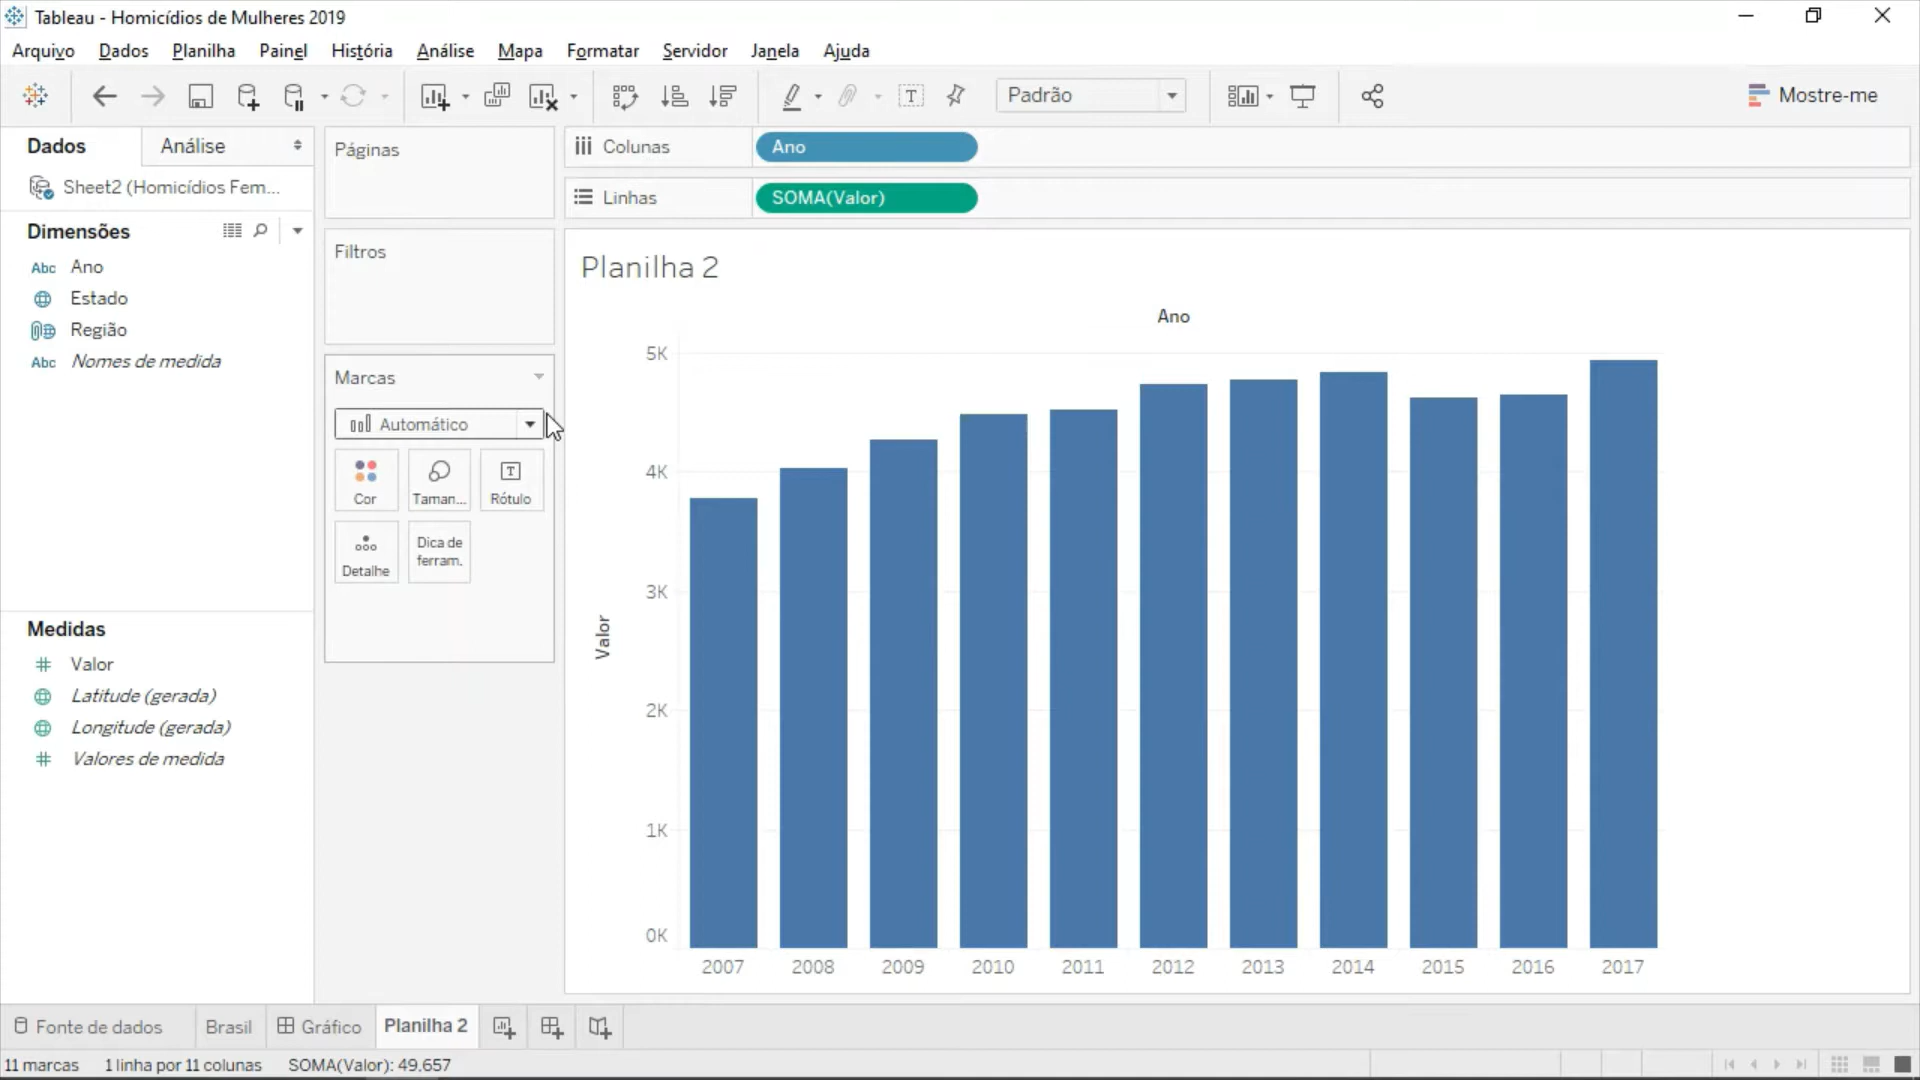 Tableau - Homicídios de Mulheres 2019
Arquivo Dados Planilha Painel História Análise Mapa Formatar Servidor Janela Ajuda
Padrão
Mostre-me
Dados
Análise
Sheet2 (Homicídios Fem...
Dimensões
Abc Ano
Estado
Região
Abc Nomes de medida
Medidas
Valor
Latitude (gerada)
Longitude (gerada)
Valores de medida
Páginas
Filtros
Marcas
Automático
Cor
Taman...
Rótulo
Detalhe
Dica de
ferram.
Colunas
Ano
Linhas
SOMA(Valor)
Planilha 2
Ano
Valor
5K
4K
3K
2K
1K
0K
2007 2008 2009 2010 2011 2012 2013 2014 2015 2016 2017
Fonte de dados Brasil Gráfico Planilha 2
11 marcas 1 linha por 11 colunas SOMA(Valor): 49.657